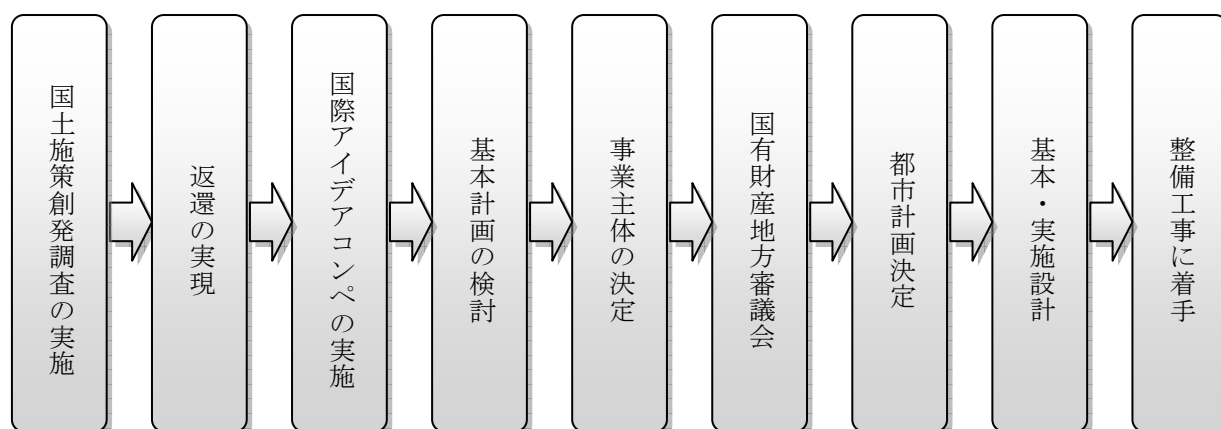 国土施策創発調査の実施
返還の実現
国際アイデアコンペの実施
基本計画の検討
事業主体の決定
国有財産地方審議会
都市計画決定
基本・実施設計
整備工事に着手